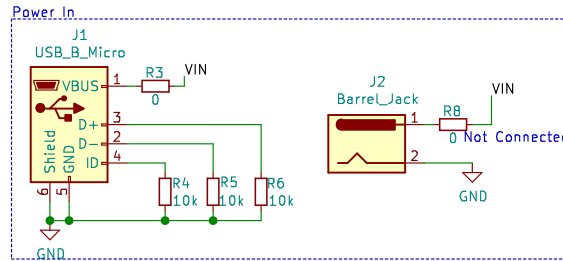 Power In
J1
USB_B_Micro
VBUS
1
R3
0
VIN
D+
3
D-
2
ID
4
Shield
GND
6
5
R4
10k
R5
10k
R6
10k
GND
J2
Barrel_Jack
1
R8
0
VIN
Not Connected
2
GND